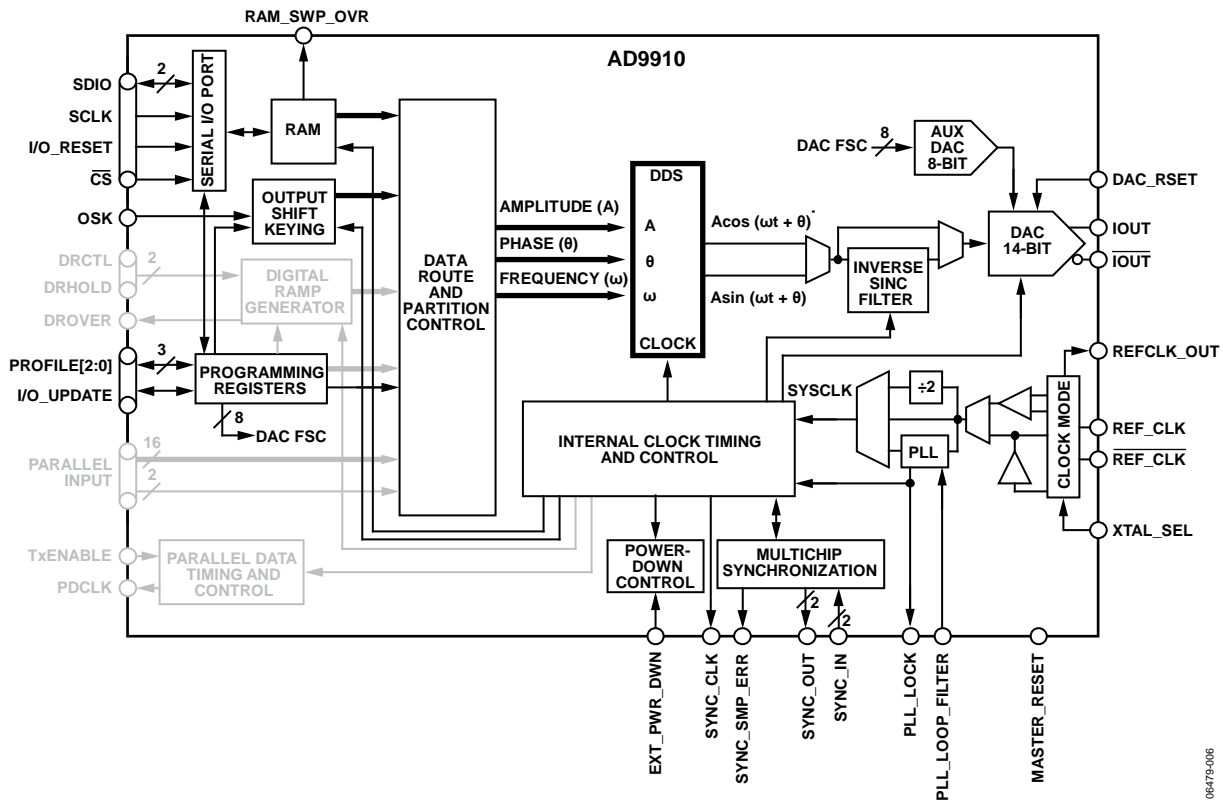 RAM_SWP_OVR
AD9910
SDIO
2
SCLK
I/O_RESET
CS
SERIAL I/O PORT
RAM
OSK
OUTPUT
SHIFT
KEYING
DRCTL
2
DRHOLD
DROVER
DIGITAL
RAMP
GENERATOR
PROFILE[2:0]
3
I/O_UPDATE
PROGRAMMING
REGISTERS
8
DAC FSC
PARALLEL
INPUT
16
2
TxENABLE
PDCLK
PARALLEL DATA
TIMING AND
CONTROL
DATA
ROUTE
AND
PARTITION
CONTROL
AMPLITUDE (A)
PHASE (θ)
FREQUENCY (ω)
DDS
A
θ
ω
CLOCK
Acos (ωt + θ)
Asin (ωt + θ)
INVERSE
SINC
FILTER
DAC FSC
8
AUX
DAC
8-BIT
DAC
14-BIT
DAC_RSET
IOUT
IOUT
REFCLK_OUT
REF_CLK
REF_CLK
XTAL_SEL
CLOCK MODE
SYSCLK
÷2
PLL
INTERNAL CLOCK TIMING
AND CONTROL
POWER-
DOWN
CONTROL
MULTICHIP
SYNCHRONIZATION
2
2
EXT_PWR_DWN
SYNC_CLK
SYNC_SMP_ERR
SYNC_OUT
SYNC_IN
PLL_LOCK
PLL_LOOP_FILTER
MASTER_RESET
06479-006